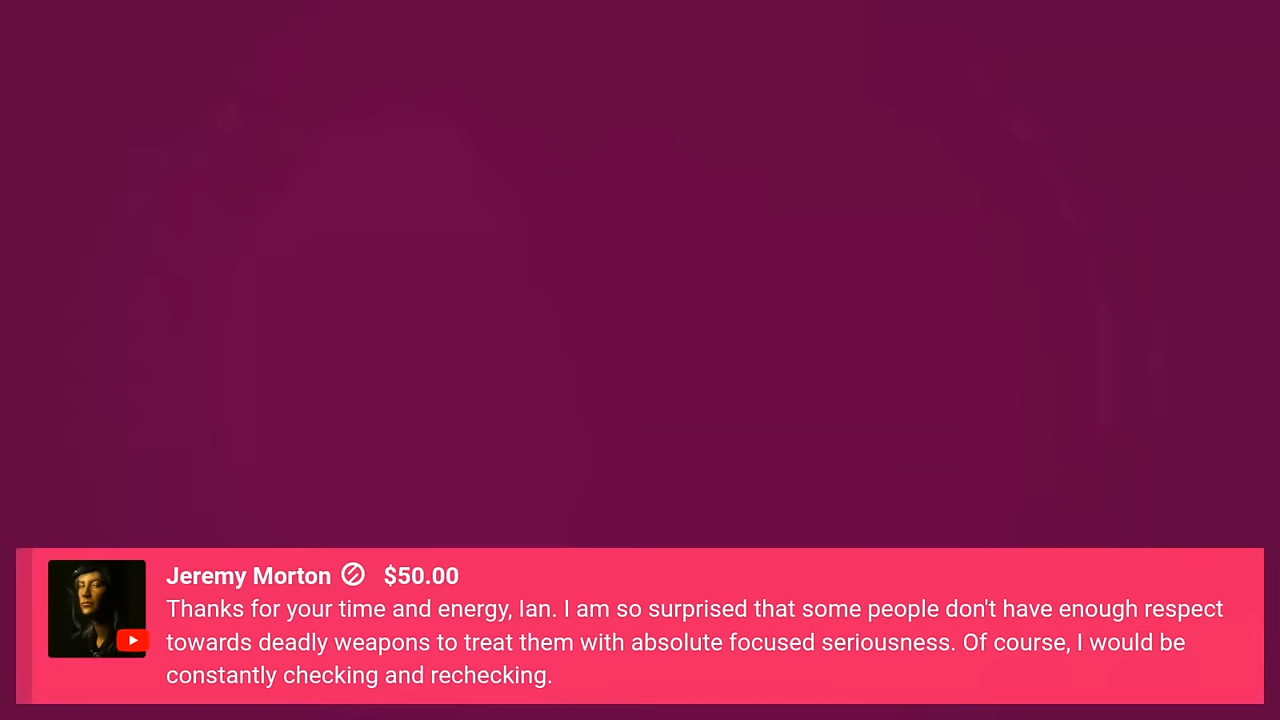 Jeremy Morton $50.00
Thanks for your time and energy, Ian. I am so surprised that some people don't have enough respect
towards deadly weapons to treat them with absolute focused seriousness. Of course, I would be
constantly checking and rechecking.